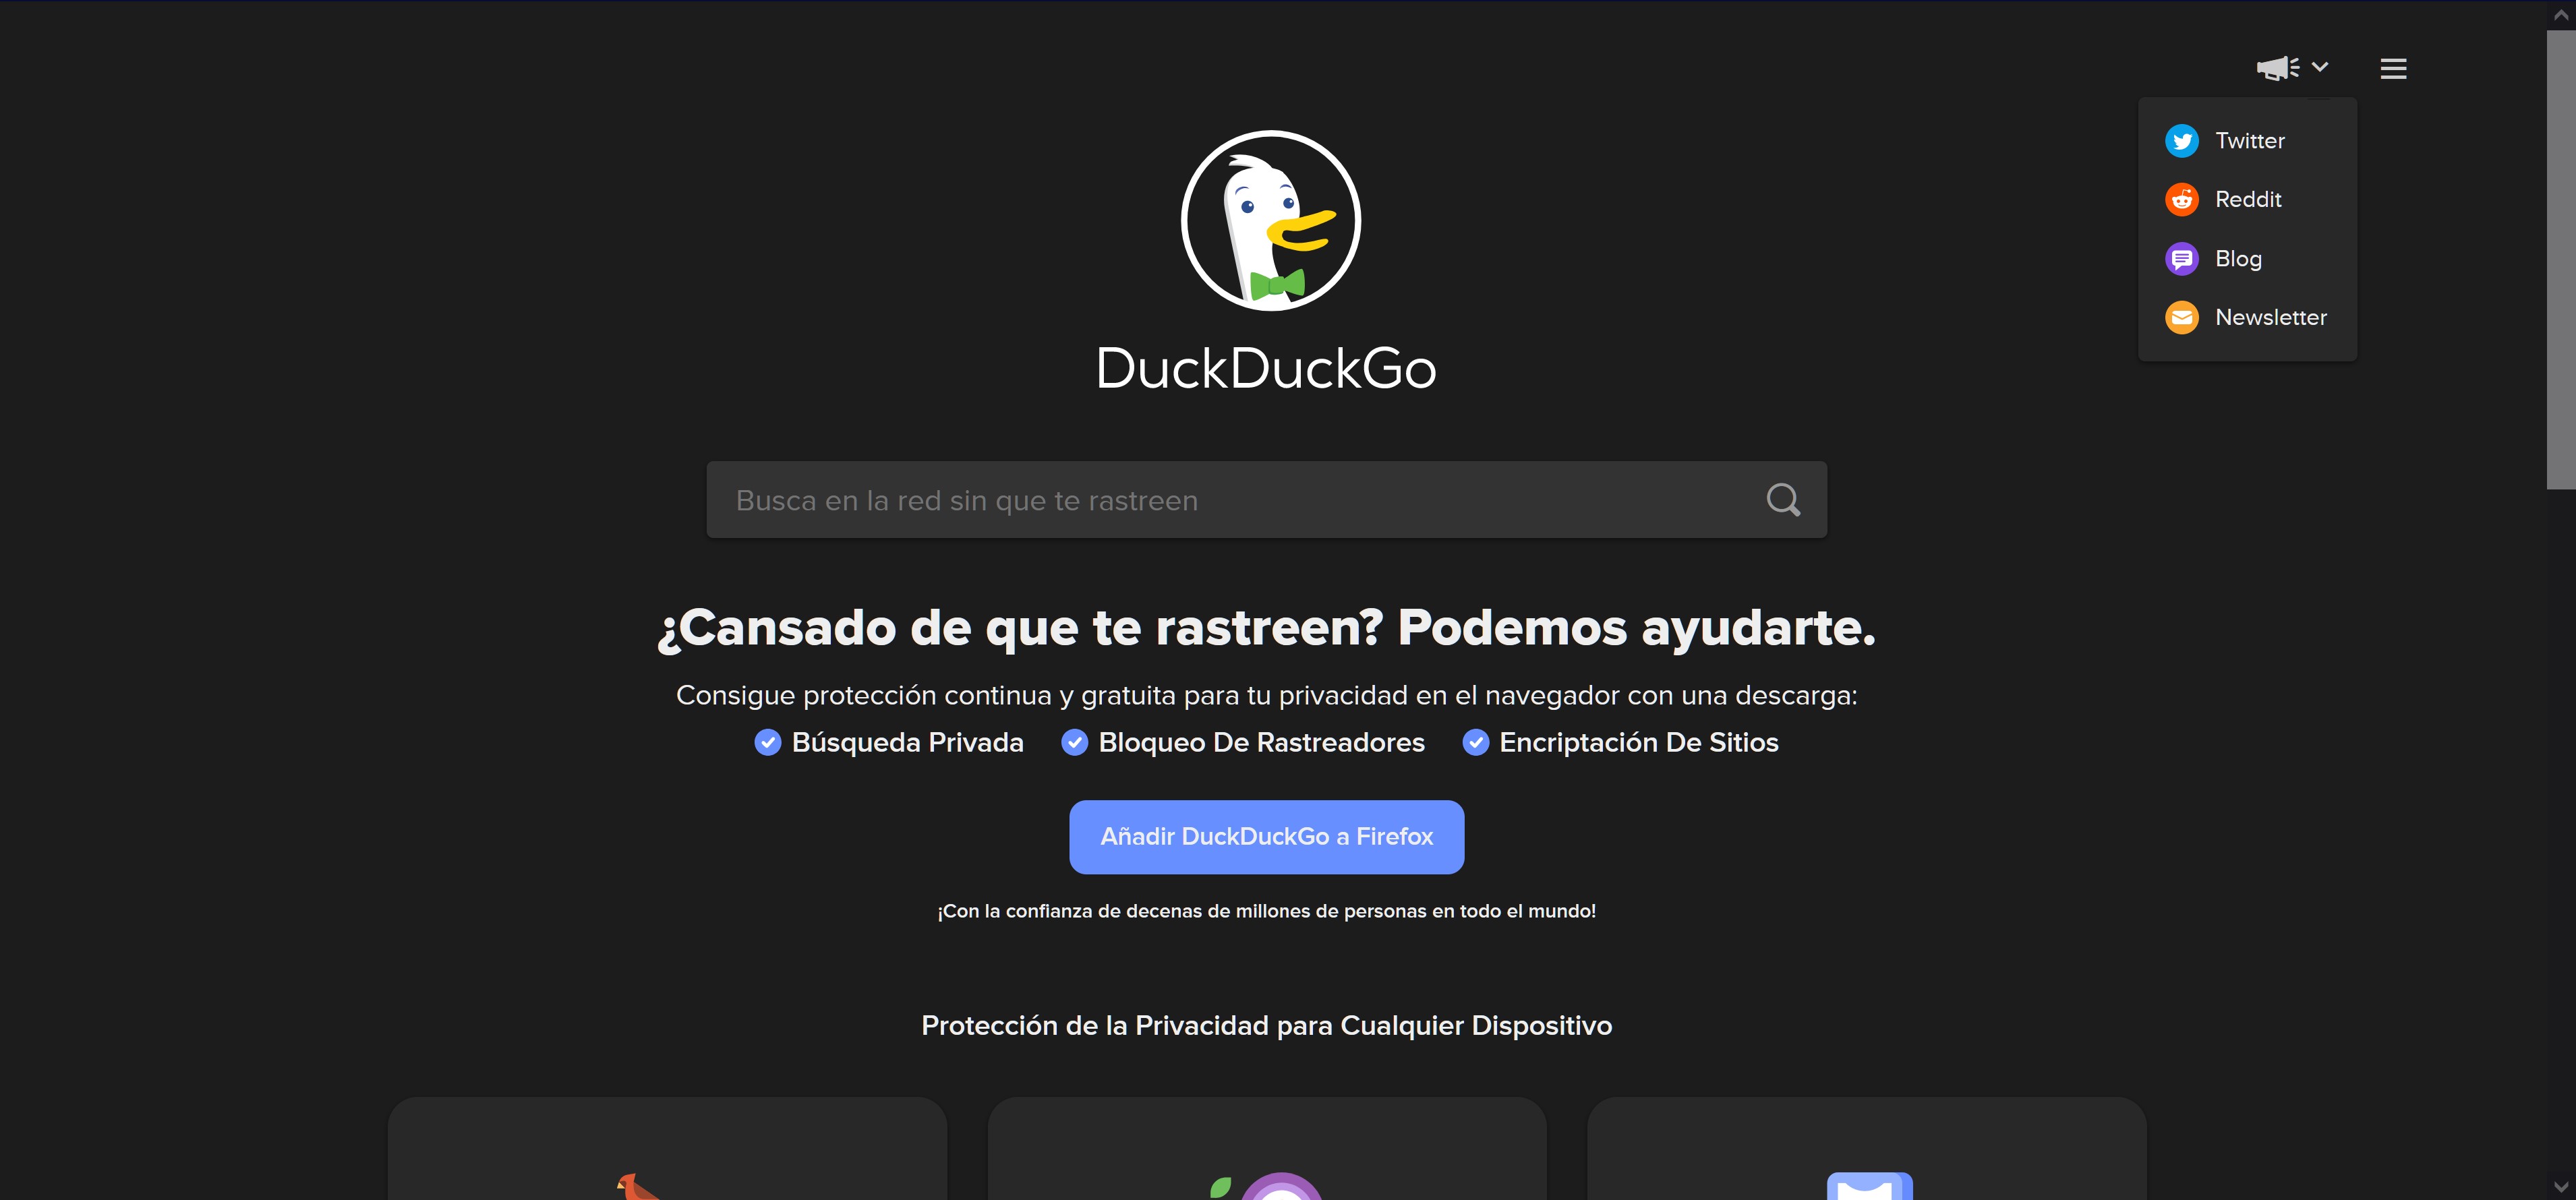 Twitter
Reddit
Blog
Newsletter
DuckDuckGo
Busca en la red sin que te rastreen
¿Cansado de que te rastreen? Podemos ayudarte.
Consigue protección continua y gratuita para tu privacidad en el navegador con una descarga:
Búsqueda Privada Bloqueo De Rastreadores Encriptación De Sitios
Añadir DuckDuckGo a Firefox
¡Con la confianza de decenas de millones de personas en todo el mundo!
Protección de la Privacidad para Cualquier Dispositivo